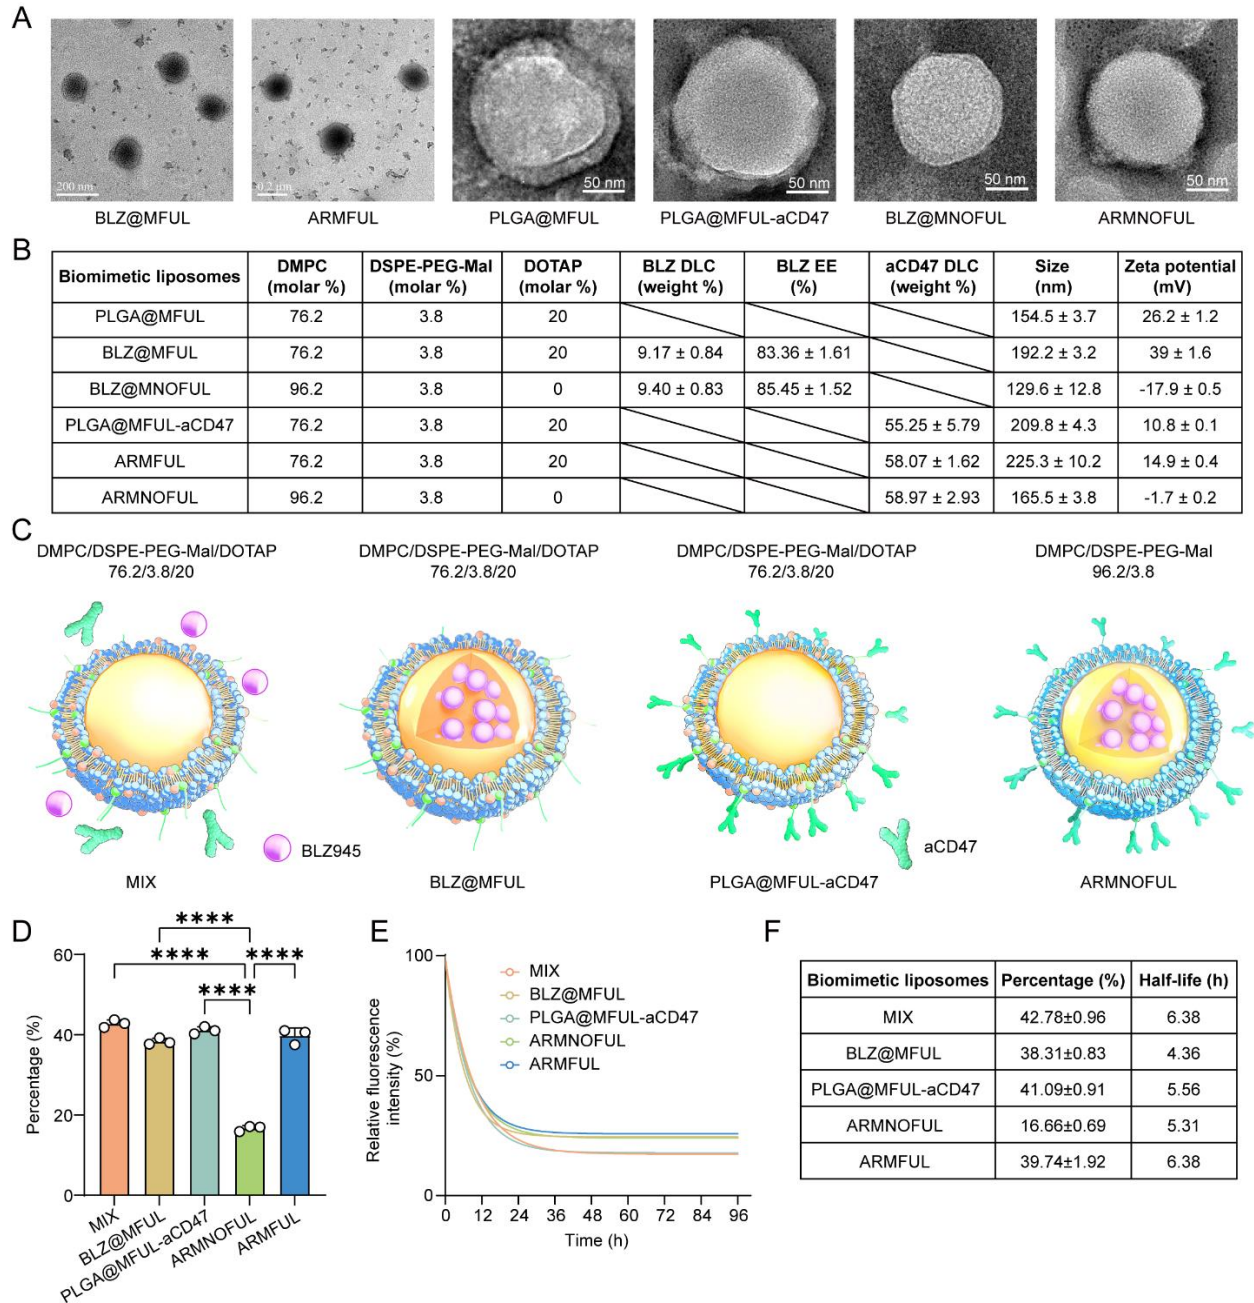 A
200 nm
0.2 μm
50 nm
50 nm
50 nm
50 nm
BLZ@MFUL
ARMFUL
PLGA@MFUL
PLGA@MFUL-aCD47
BLZ@MNOFUL
ARMNOFUL
B
Biomimetic liposomes DMPC (molar %) DSPE-PEG-Mal (molar %) DOTAP (molar %) BLZ DLC (weight %) BLZ EE (%) aCD47 DLC (weight %) Size (nm) Zeta potential (mV)
PLGA@MFUL 76.2 3.8 20 154.5 ± 3.7 26.2 ± 1.2
BLZ@MFUL 76.2 3.8 20 9.17 ± 0.84 83.36 ± 1.61 192.2 ± 3.2 39 ± 1.6
BLZ@MNOFUL 96.2 3.8 0 9.40 ± 0.83 85.45 ± 1.52 129.6 ± 12.8 -17.9 ± 0.5
PLGA@MFUL-aCD47 76.2 3.8 20 55.25 ± 5.79 209.8 ± 4.3 10.8 ± 0.1
ARMFUL 76.2 3.8 20 58.07 ± 1.62 225.3 ± 10.2 14.9 ± 0.4
ARMNOFUL 96.2 3.8 0 58.97 ± 2.93 165.5 ± 3.8 -1.7 ± 0.2
C
DMPC/DSPE-PEG-Mal/DOTAP
76.2/3.8/20
DMPC/DSPE-PEG-Mal/DOTAP
76.2/3.8/20
DMPC/DSPE-PEG-Mal/DOTAP
76.2/3.8/20
DMPC/DSPE-PEG-Mal
96.2/3.8
BLZ945
aCD47
MIX
BLZ@MFUL
PLGA@MFUL-aCD47
ARMNOFUL
D
****
****
****
****
Percentage (%)
60
40
20
0
MIX
BLZ@MFUL
PLGA@MFUL-aCD47
ARMNOFUL
ARMFUL
E
Relative fluorescence
intensity (%)
100
50
0
MIX
BLZ@MFUL
PLGA@MFUL-aCD47
ARMNOFUL
ARMFUL
0 12 24 36 48 60 72 84 96
Time (h)
F
Biomimetic liposomes Percentage (%) Half-life (h)
MIX 42.78±0.96 6.38
BLZ@MFUL 38.31±0.83 4.36
PLGA@MFUL-aCD47 41.09±0.91 5.56
ARMNOFUL 16.66±0.69 5.31
ARMFUL 39.74±1.92 6.38